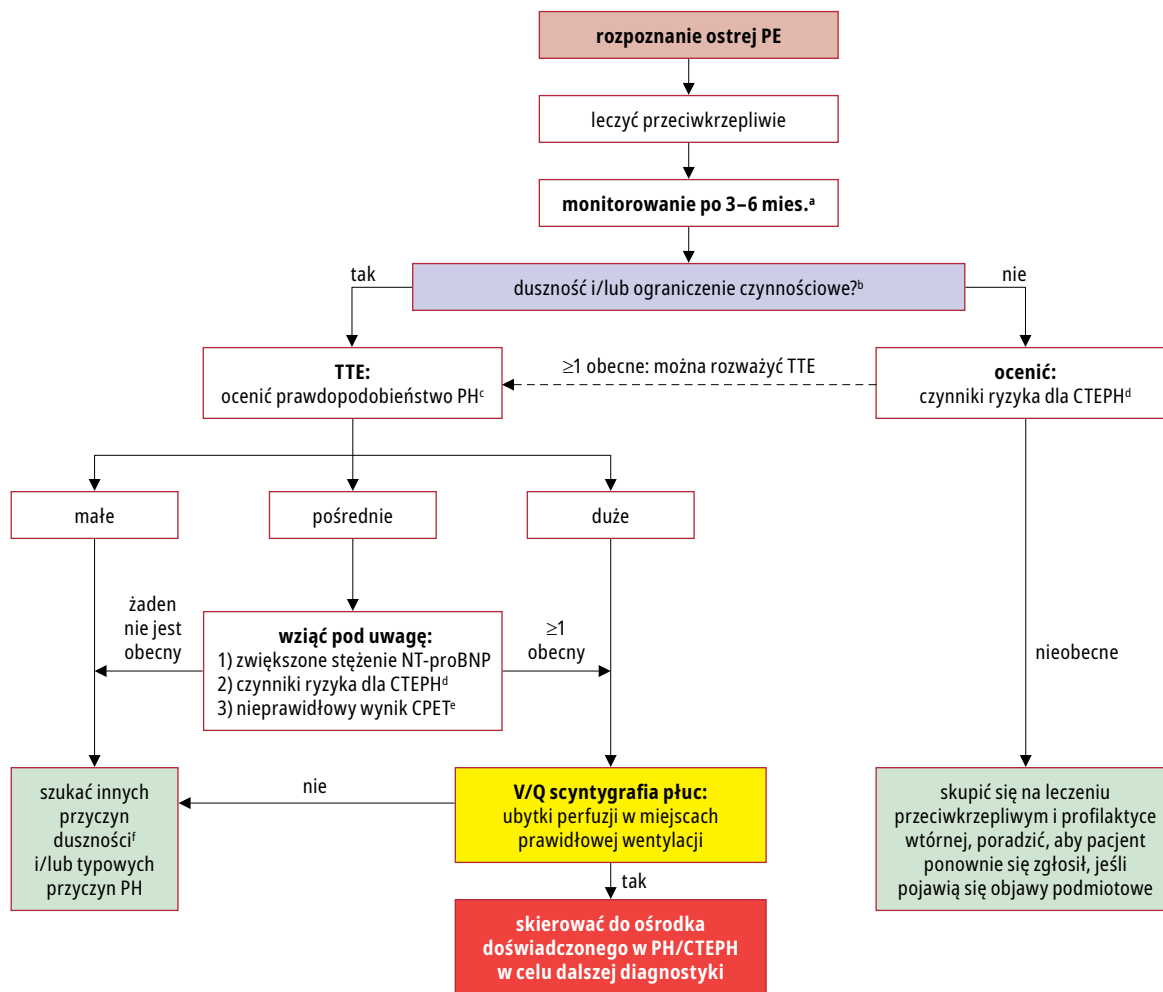 rozpoznanie ostrej PE
leczyć przeciwkrzepliwie
monitorowanie po 3–6 mies.ᵃ
tak
duszność i/lub ograniczenie czynnościowe?ᵇ
nie
TTE:
ocenić prawdopodobieństwo PHᶜ
≥1 obecne: można rozważyć TTE
ocenić:
czynniki ryzyka dla CTEPHᵈ
małe
pośrednie
duże
żaden
nie jest
obecny
wziąć pod uwagę:
1) zwiększone stężenie NT-proBNP
2) czynniki ryzyka dla CTEPHᵈ
3) nieprawidłowy wynik CPETᵉ
≥1
obecny
nieobecne
szukać innych
przyczyn
dusznościᶠ
i/lub typowych
przyczyn PH
nie
V/Q scyntygrafia płuc:
ubytki perfuzji w miejscach
prawidłowej wentylacji
skupić się na leczeniu
przeciwkrzepliwym i profilaktyce
wtórnej, poradzić, aby pacjent
ponownie się zgłosił, jeśli
pojawią się objawy podmiotowe
tak
skierować do ośrodka
doświadczonego w PH/CTEPH
w celu dalszej diagnostyki